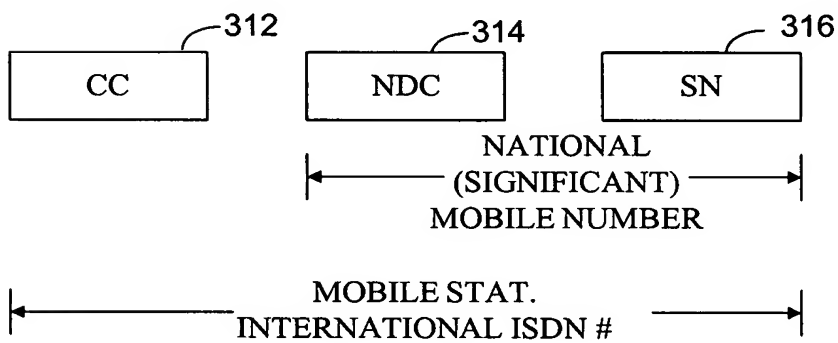 312
314
316
CC
NDC
SN
NATIONAL
(SIGNIFICANT)
MOBILE NUMBER
MOBILE STAT.
INTERNATIONAL ISDN #